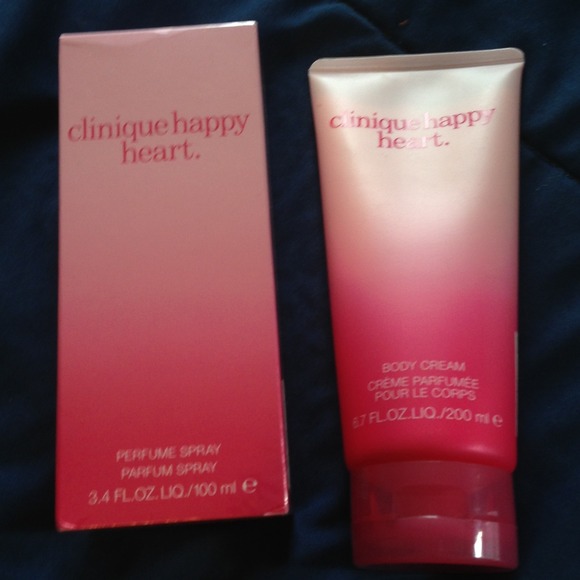 clinique happy
heart.
PERFUME SPRAY
PARFUM SPRAY
3.4 FL.OZ.LIQ./100 ml e
clinique happy
heart.
BODY CREAM
CRÈME PARFUMÉE
POUR LE CORPS
6.7 FL.OZ.LIQ./200 ml e